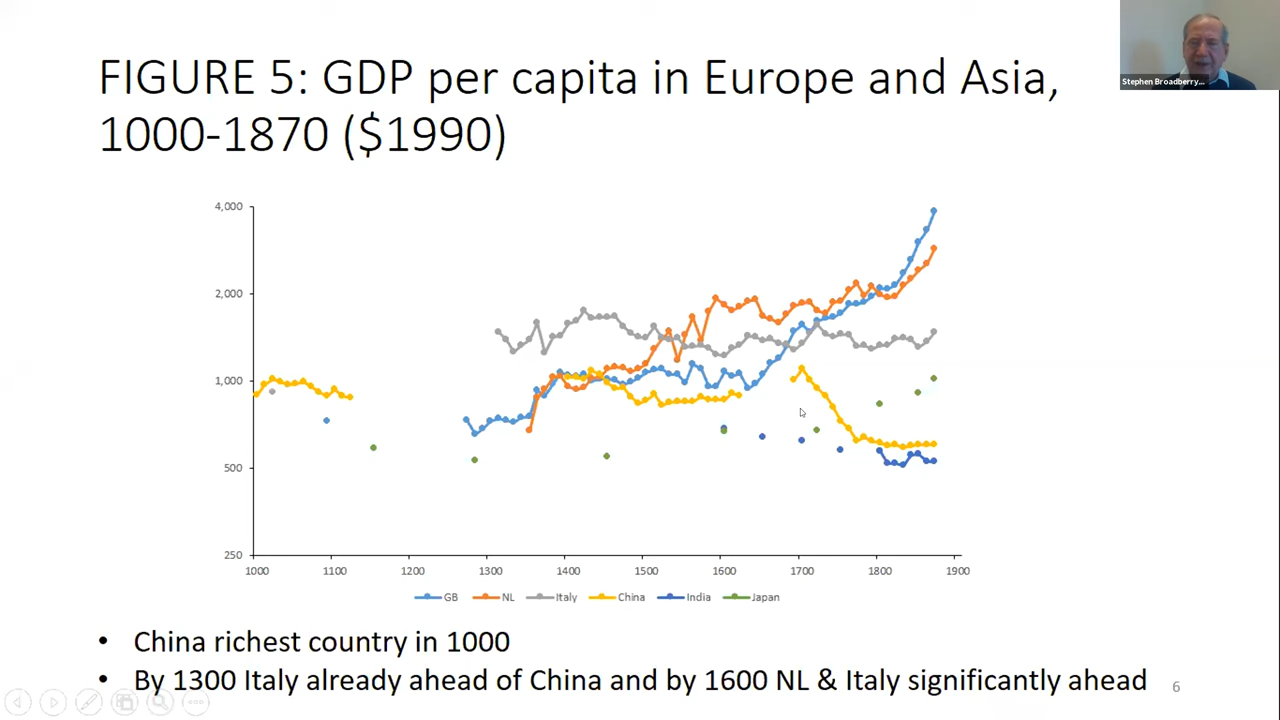 FIGURE 5: GDP per capita in Europe and Asia,
1000-1870 ($1990)
Stephen Broadberry...
4,000
2,000
1,000
500
250
1000 1100 1200 1300 1400 1500 1600 1700 1800 1900
GB NL Italy China India Japan
• China richest country in 1000
• By 1300 Italy already ahead of China and by 1600 NL & Italy significantly ahead
6